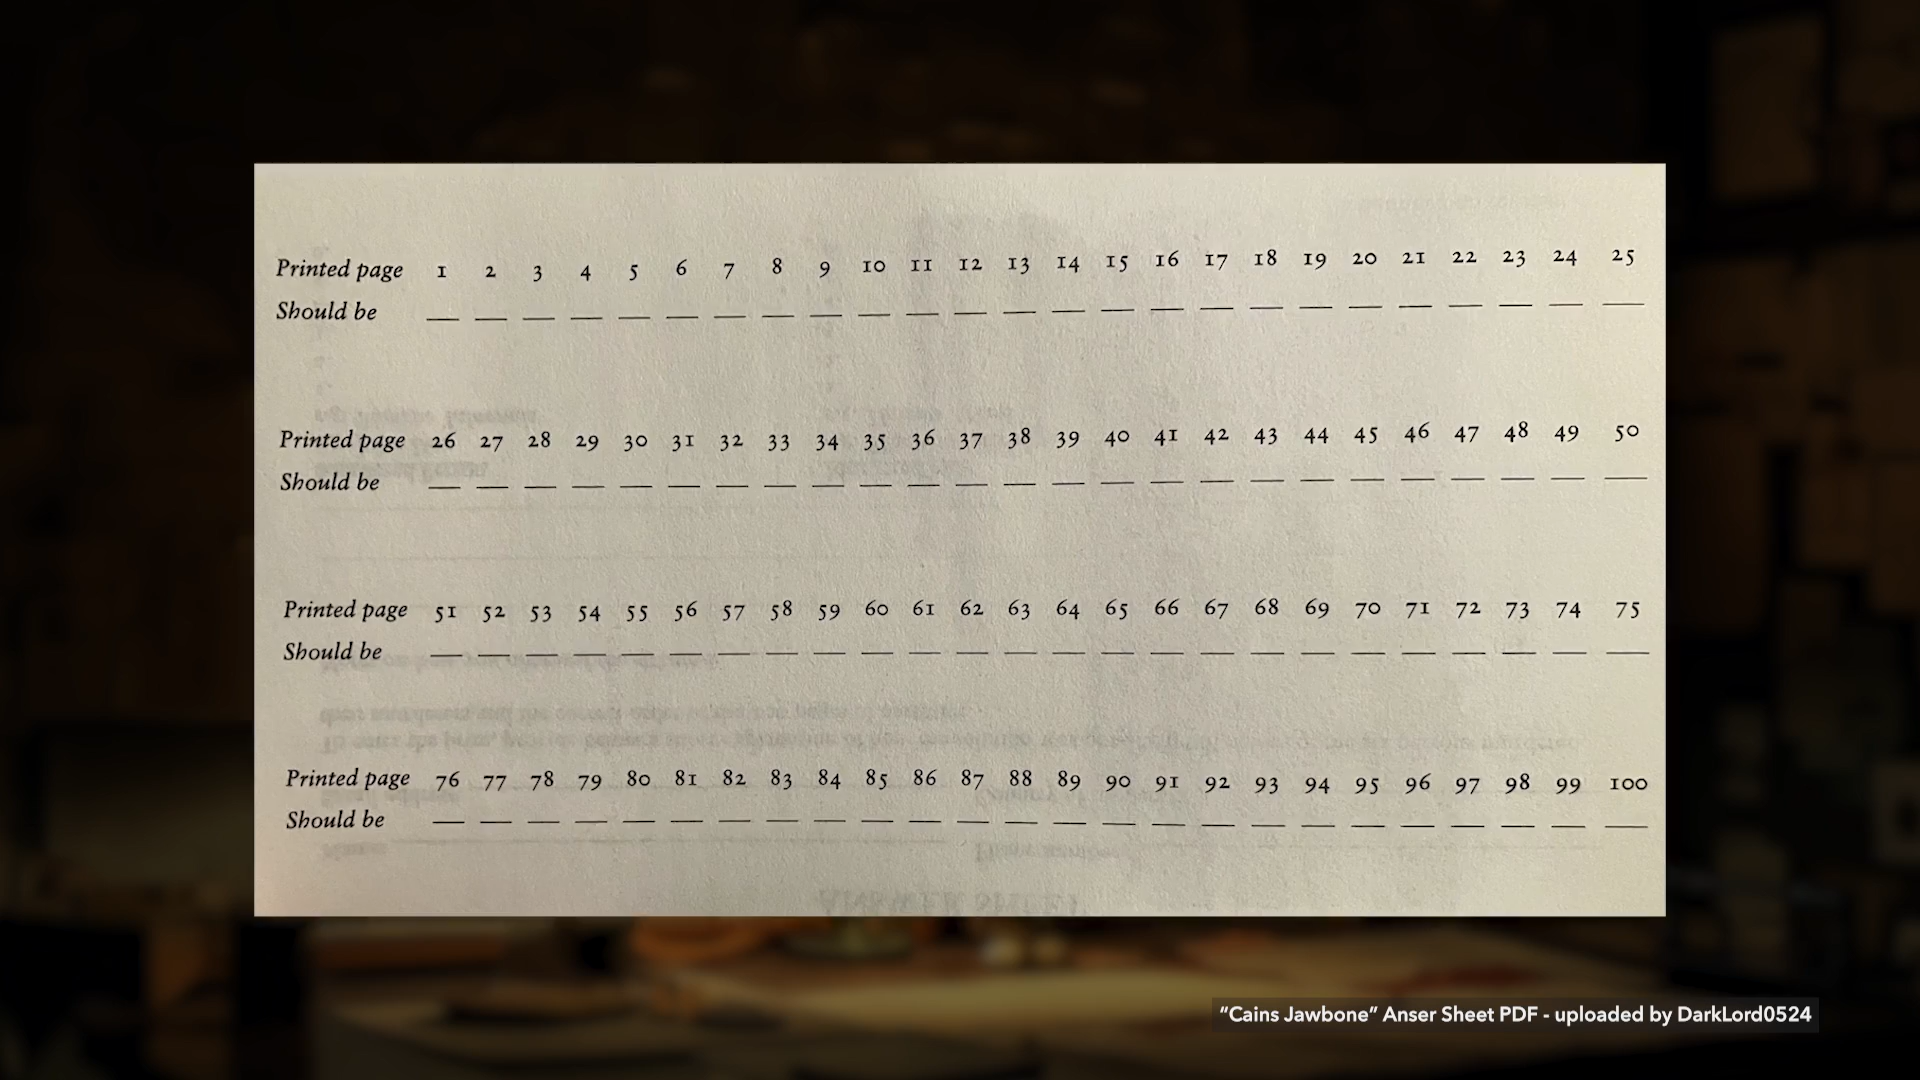 Printed page 1 2 3 4 5 6 7 8 9 10 11 12 13 14 15 16 17 18 19 20 21 22 23 24 25
Should be
Printed page 26 27 28 29 30 31 32 33 34 35 36 37 38 39 40 41 42 43 44 45 46 47 48 49 50
Should be
Printed page 51 52 53 54 55 56 57 58 59 60 61 62 63 64 65 66 67 68 69 70 71 72 73 74 75
Should be
Printed page 76 77 78 79 80 81 82 83 84 85 86 87 88 89 90 91 92 93 94 95 96 97 98 99 100
Should be
ANSWER SHEET
“Cains Jawbone” Anser Sheet PDF - uploaded by DarkLord0524